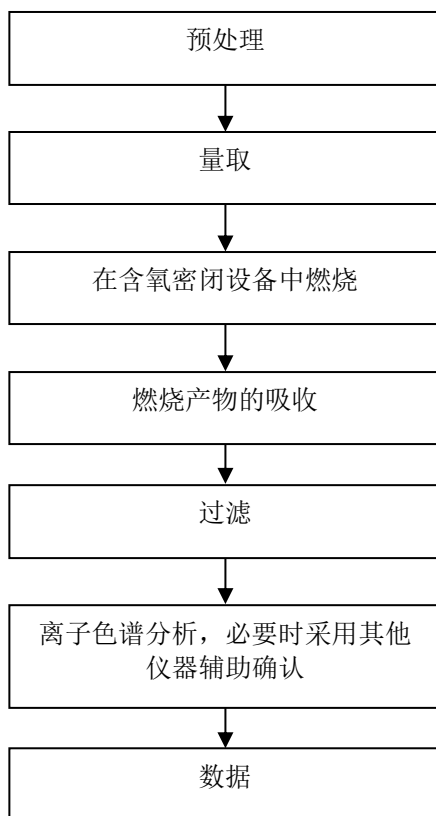 预处理
量取
在含氧密闭设备中燃烧
燃烧产物的吸收
过滤
离子色谱分析，必要时采用其他
仪器辅助确认
数据